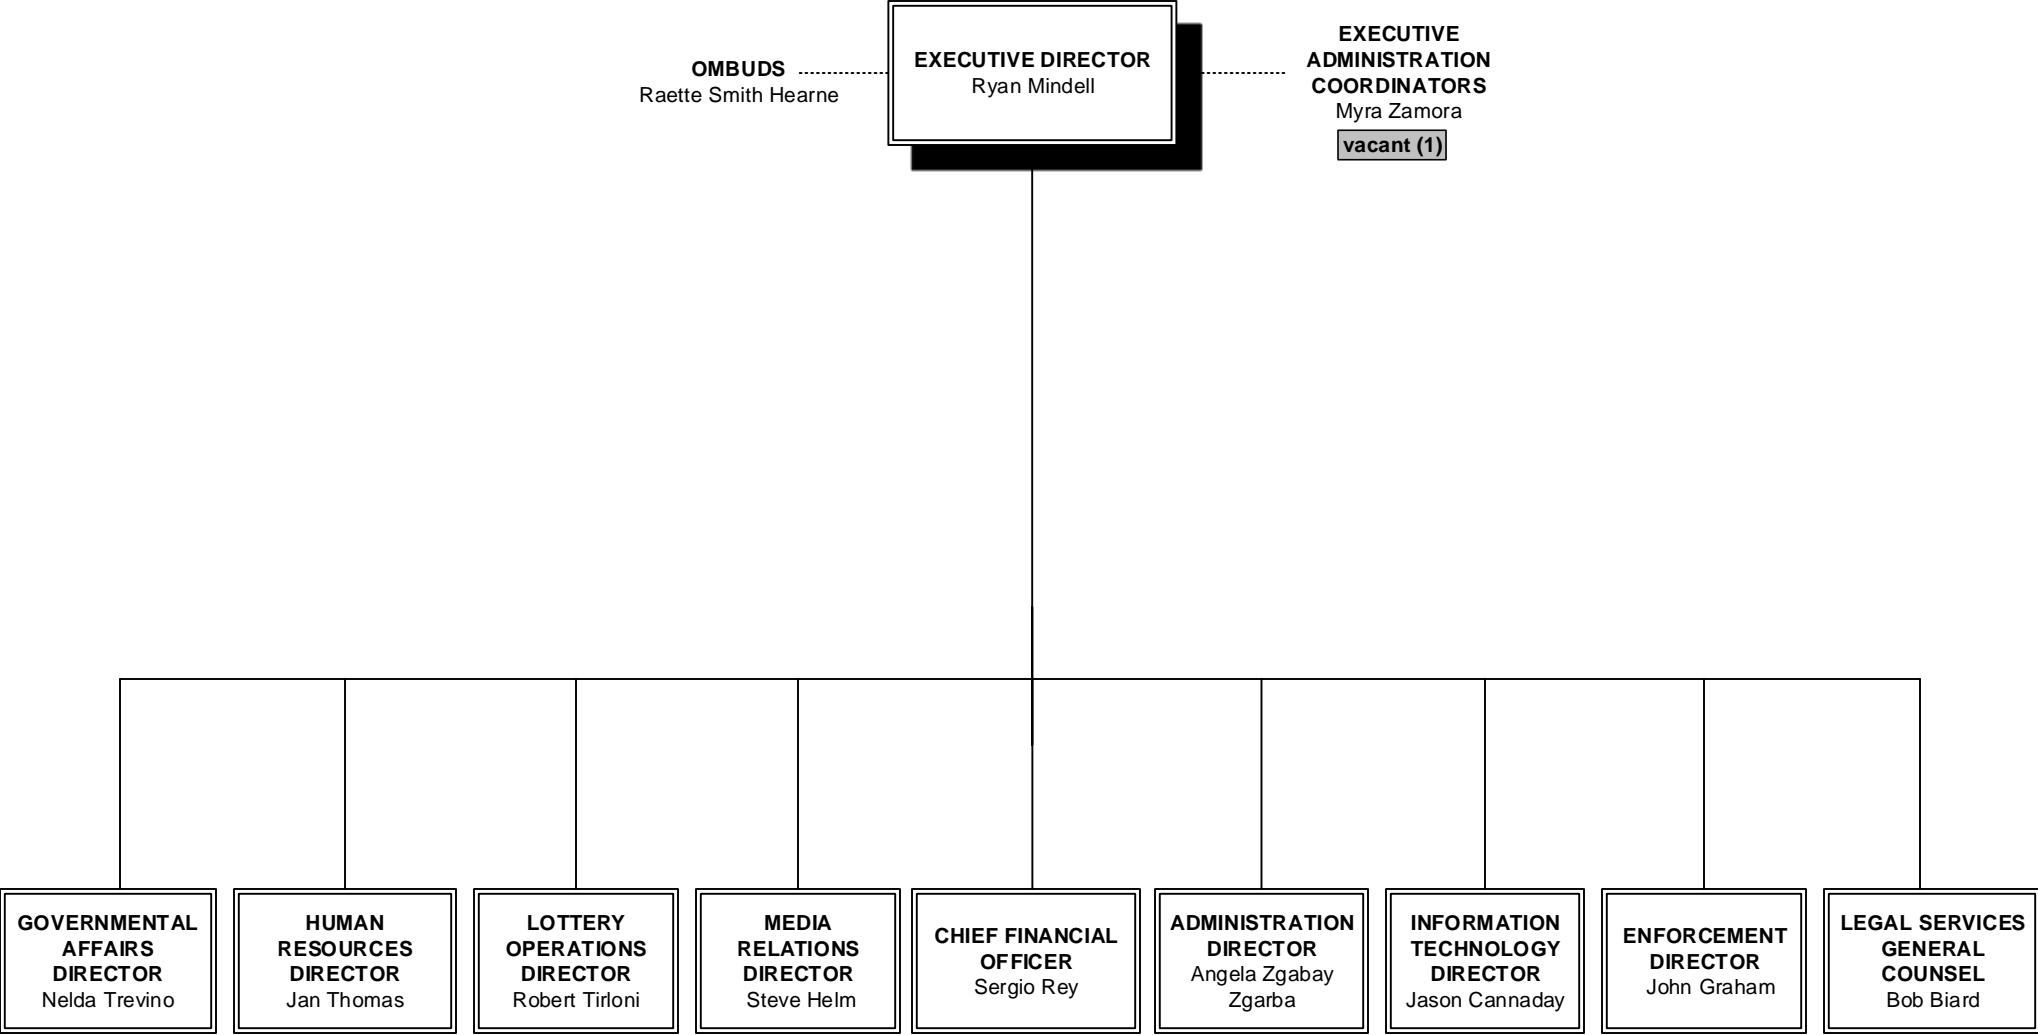 OMBUDS
Raette Smith Hearne
EXECUTIVE DIRECTOR
Ryan Mindell
EXECUTIVE
ADMINISTRATION
COORDINATORS
Myra Zamora
vacant (1)
GOVERNMENTAL
AFFAIRS
DIRECTOR
Nelda Trevino
HUMAN
RESOURCES
DIRECTOR
Jan Thomas
LOTTERY
OPERATIONS
DIRECTOR
Robert Tirloni
MEDIA
RELATIONS
DIRECTOR
Steve Helm
CHIEF FINANCIAL
OFFICER
Sergio Rey
ADMINISTRATION
DIRECTOR
Angela Zgabay
Zgarba
INFORMATION
TECHNOLOGY
DIRECTOR
Jason Cannaday
ENFORCEMENT
DIRECTOR
John Graham
LEGAL SERVICES
GENERAL
COUNSEL
Bob Biard